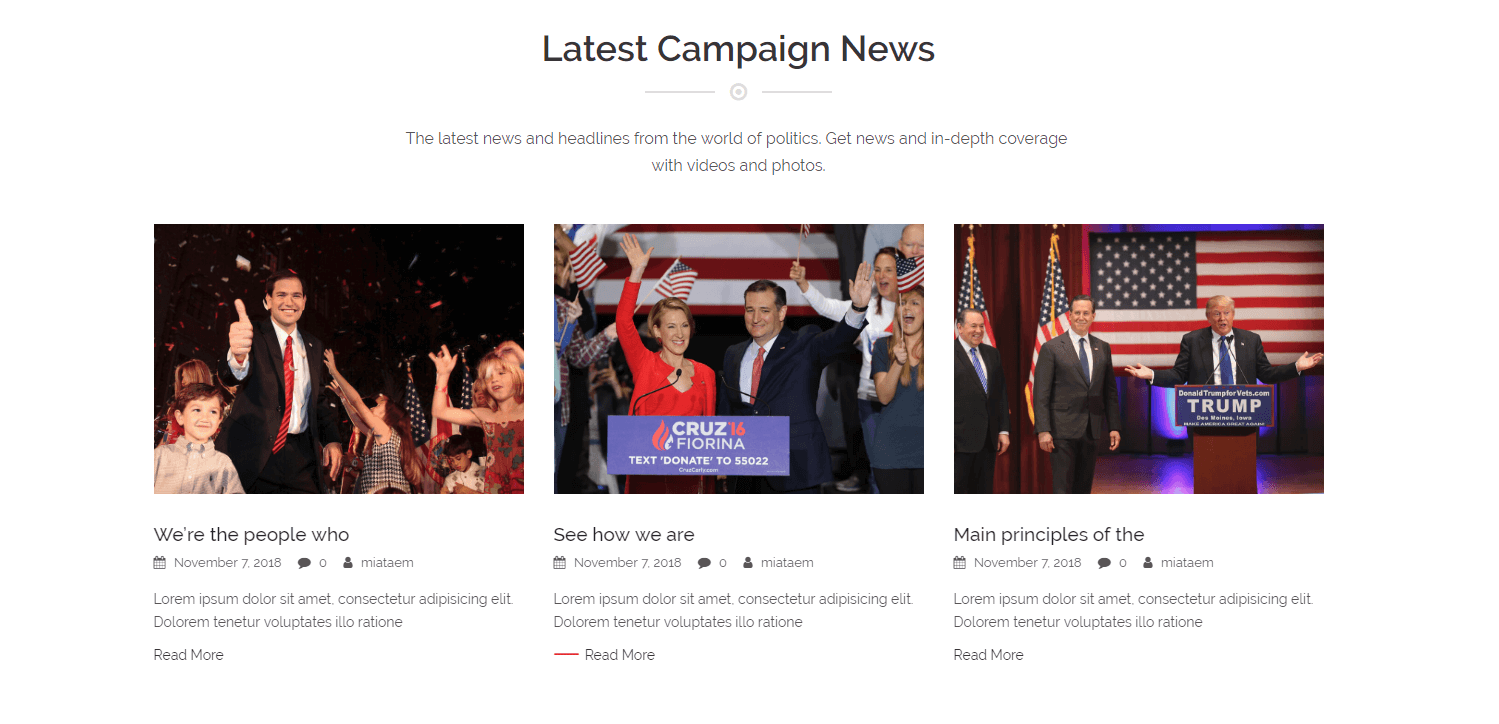 Latest Campaign News
The latest news and headlines from the world of politics. Get news and in-depth coverage
with videos and photos.
CRUZ'16
FIORINA
TEXT 'DONATE' TO 55022
CruzCarly.com
DonaldTrumpforVets.com
TRUMP
Des Moines, Iowa
MAKE AMERICA GREAT AGAIN!
We're the people who
November 7, 2018 0 miataem
Lorem ipsum dolor sit amet, consectetur adipisicing elit.
Dolorem tenetur voluptates illo ratione
Read More
See how we are
November 7, 2018 0 miataem
Lorem ipsum dolor sit amet, consectetur adipisicing elit.
Dolorem tenetur voluptates illo ratione
Read More
Main principles of the
November 7, 2018 0 miataem
Lorem ipsum dolor sit amet, consectetur adipisicing elit.
Dolorem tenetur voluptates illo ratione
Read More